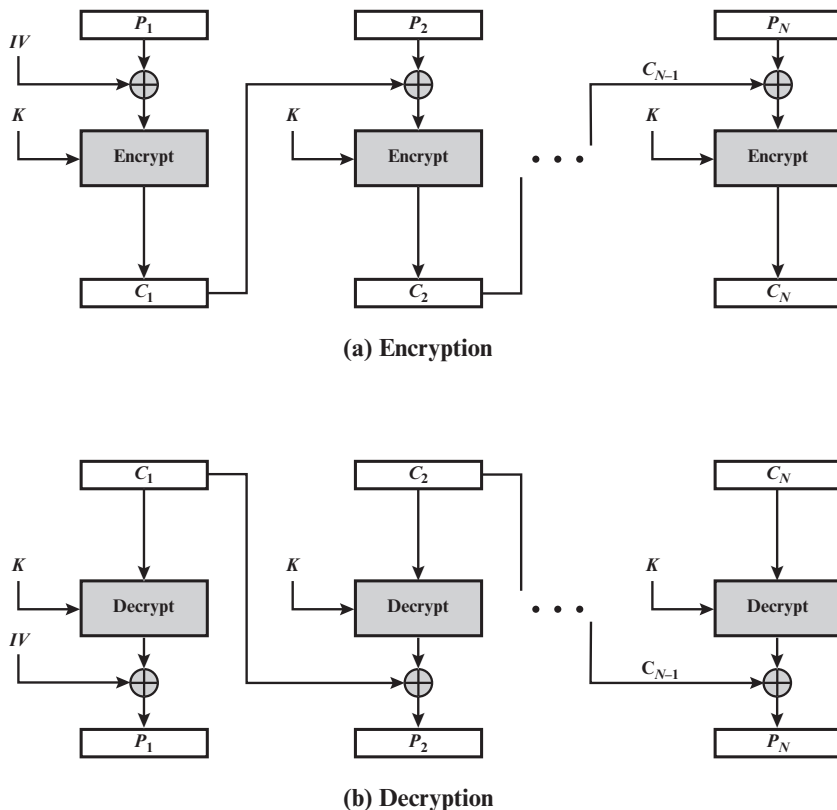 P1 P2 PN
IV
CN–1
K K K
Encrypt Encrypt Encrypt
C1 C2 CN
(a) Encryption
C1 C2 CN
K K K
Decrypt Decrypt Decrypt
IV
CN–1
P1 P2 PN
(b) Decryption